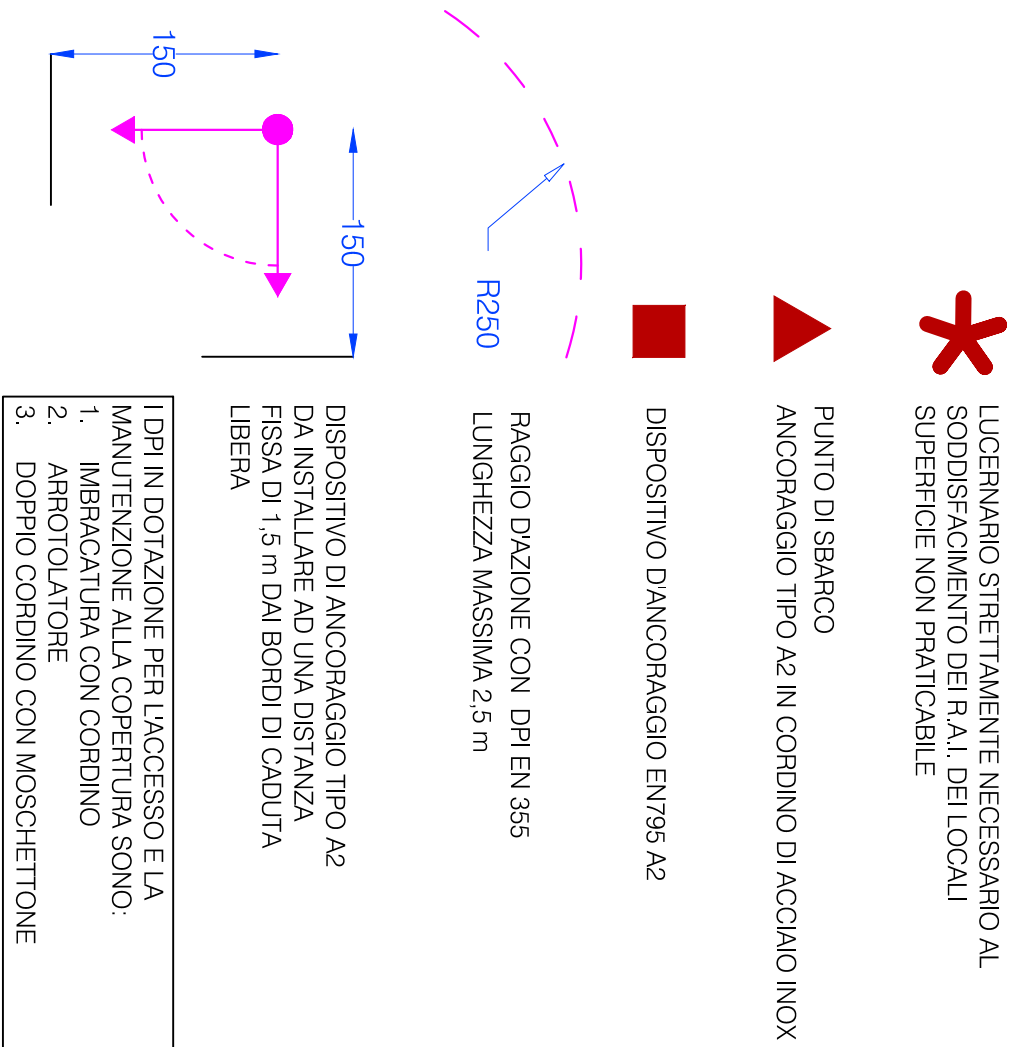 LUCERNARIO STRETTAMENTE NECESSARIO AL
SODDISFACIMENTO DEI R.A.I. DEI LOCALI
SUPERFICIE NON PRATICABILE
PUNTO DI SBARCO
ANCORAGGIO TIPO A2 IN CORDINO DI ACCIAIO INOX
DISPOSITIVO D'ANCORAGGIO EN795 A2
R250
RAGGIO D'AZIONE CON DPI EN 355
LUNGHEZZA MASSIMA 2,5 m
150
150
DISPOSITIVO DI ANCORAGGIO TIPO A2
DA INSTALLARE AD UNA DISTANZA
FISSA DI 1,5 m DAI BORDI DI CADUTA
LIBERA
I DPI IN DOTAZIONE PER L'ACCESSO E LA
MANUTENZIONE ALLA COPERTURA SONO:
1. IMBRACATURA CON CORDINO
2. ARROTOLATORE
3. DOPPIO CORDINO CON MOSCHETTONE